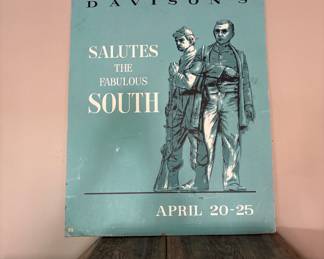 DAVISON'S
SALUTES
THE
FABULOUS
SOUTH
APRIL 20-25